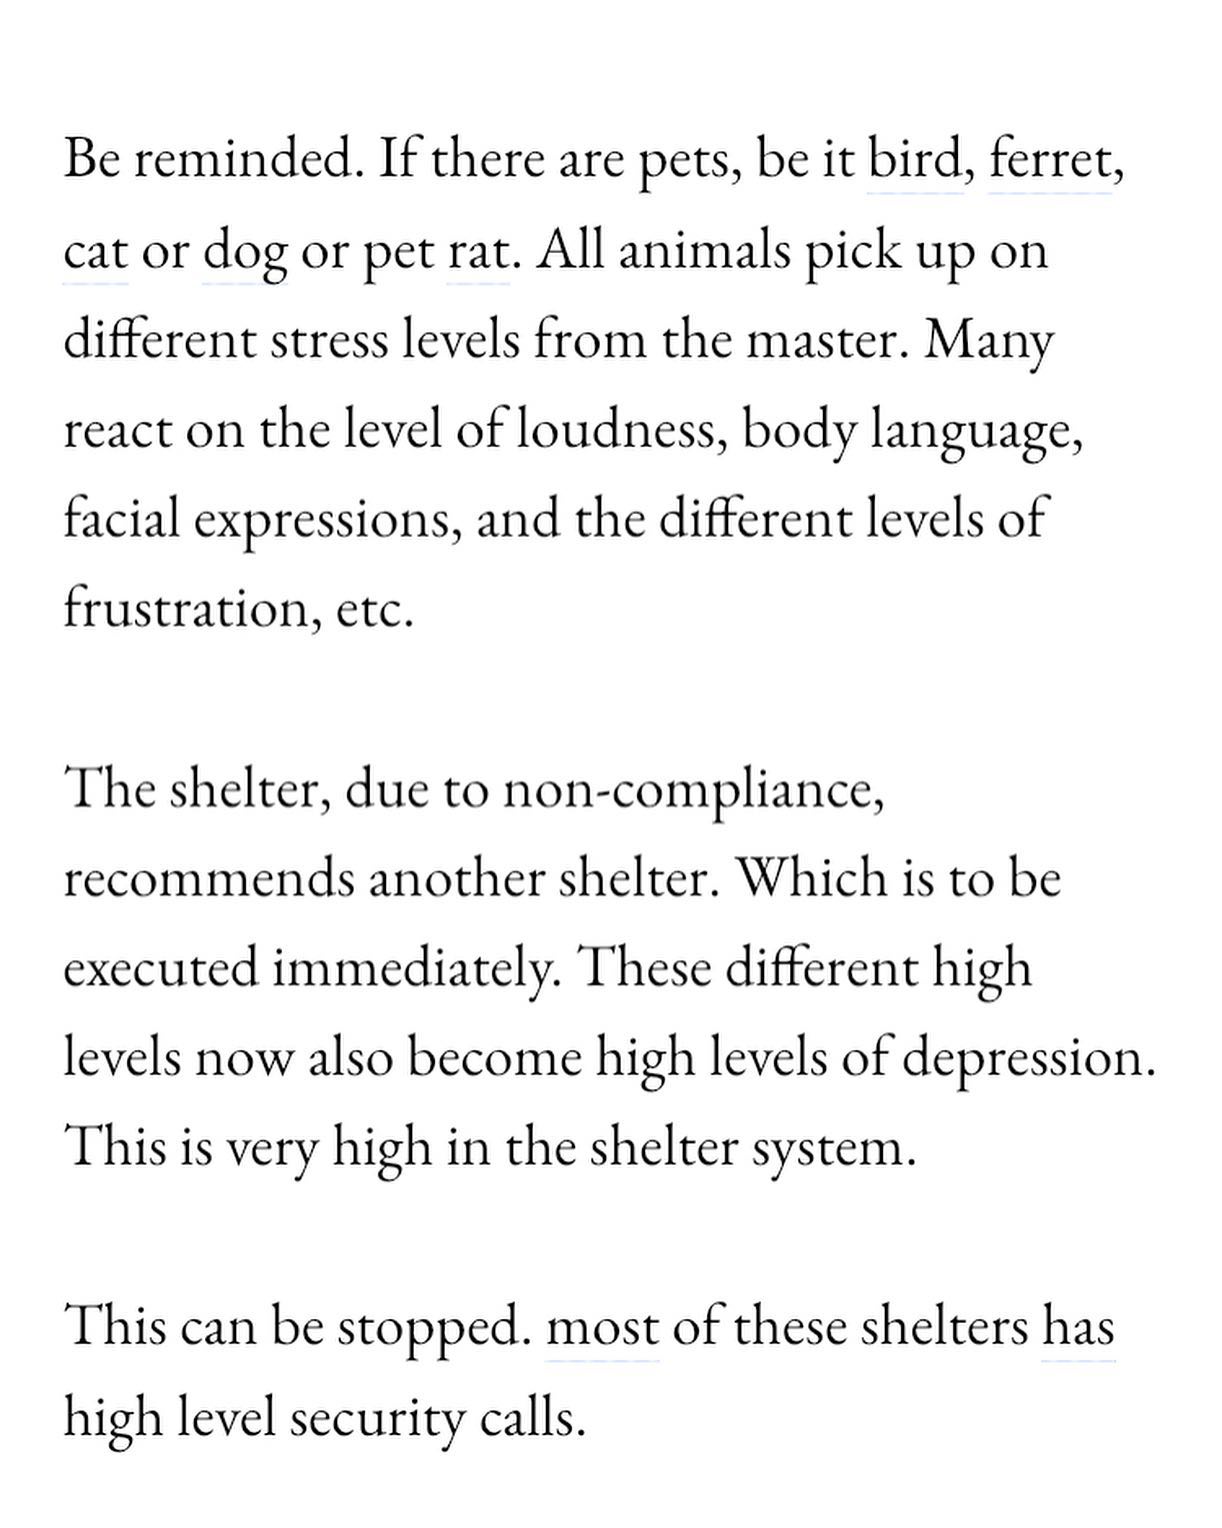 Be reminded. If there are pets, be it bird, ferret,
cat or dog or pet rat. All animals pick up on
different stress levels from the master. Many
react on the level of loudness, body language,
facial expressions, and the different levels of
frustration, etc.
The shelter, due to non-compliance,
recommends another shelter. Which is to be
executed immediately. These different high
levels now also become high levels of depression.
This is very high in the shelter system.
This can be stopped. most of these shelters has
high level security calls.